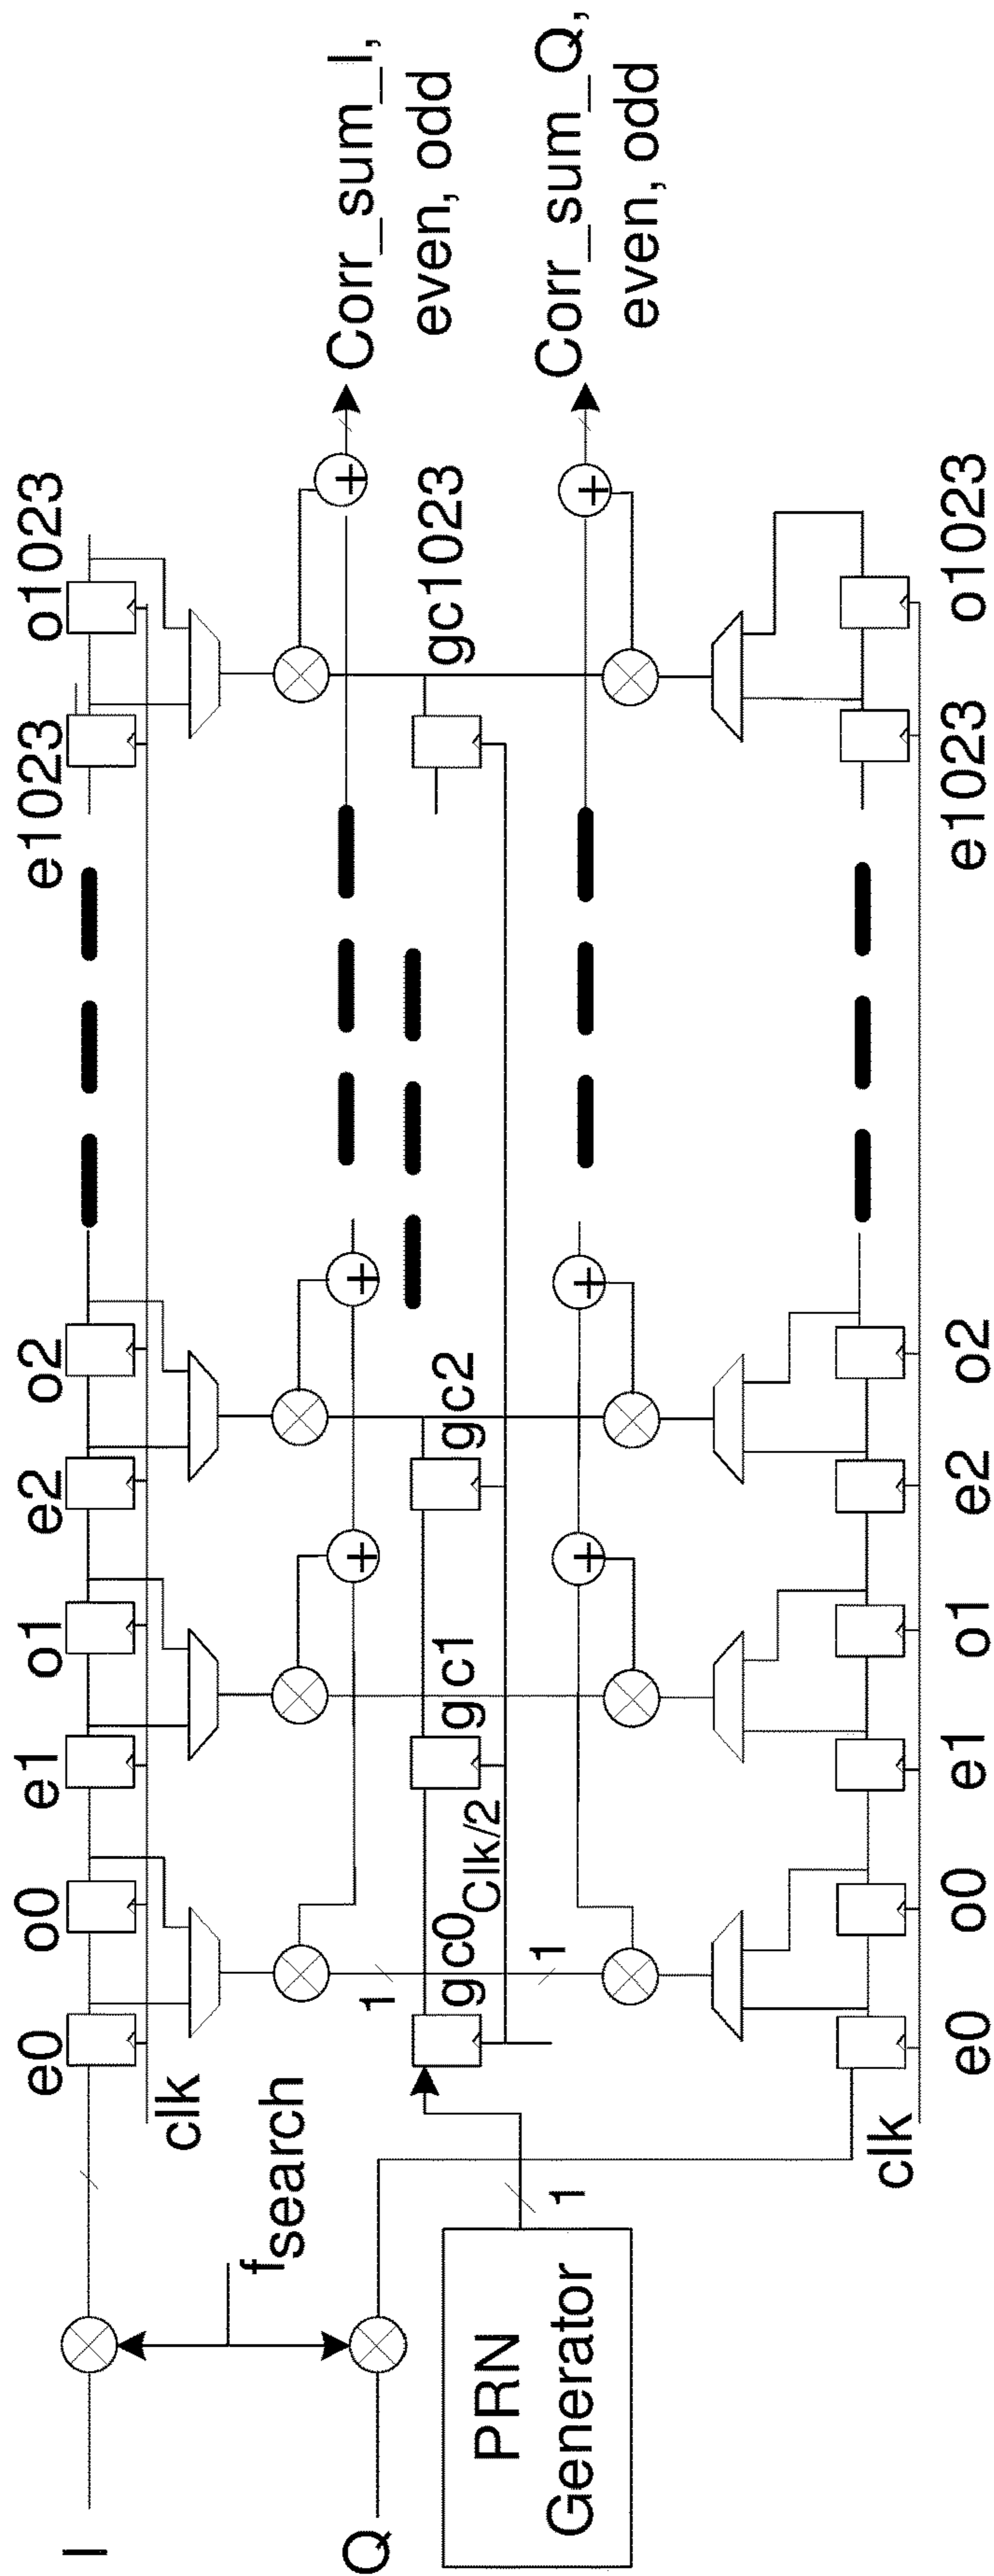 e0 o0 e1 o1 e2 o2 e1023 o1023
I
clk
f search
Corr_sum_I,
even, odd
1
gc0 gc1 gc2 gc1023
Clk/2
Q
PRN
Generator
1
1
Corr_sum_Q,
even, odd
clk
e0 o0 e1 o1 e2 o2 e1023 o1023